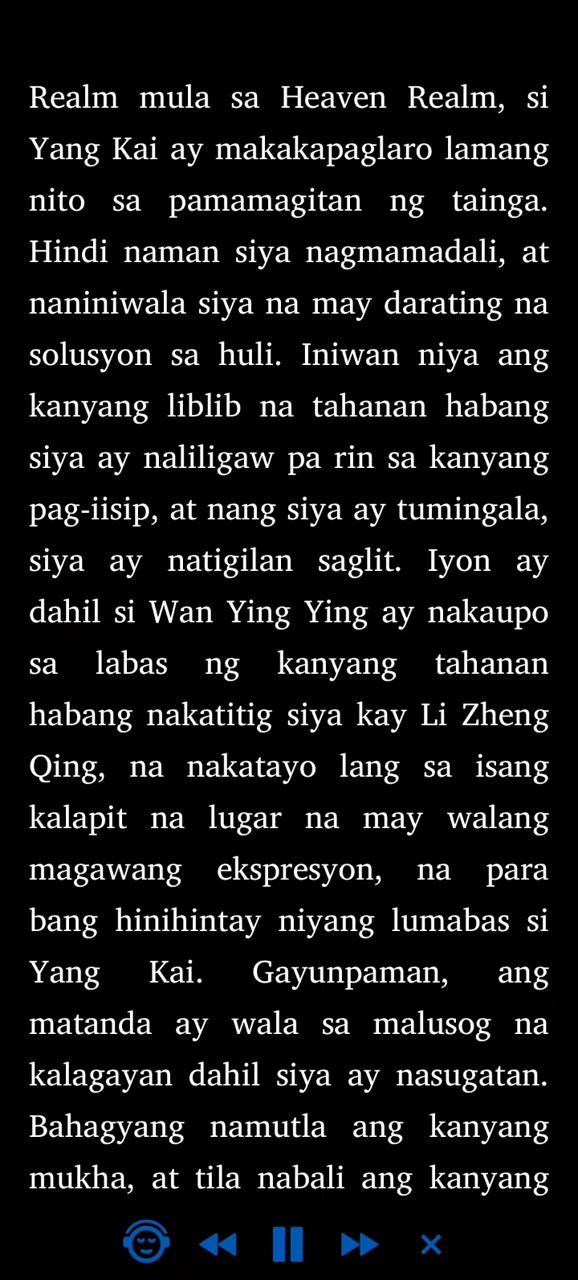 Realm mula sa Heaven Realm, si
Yang Kai ay makakapaglaro lamang
nito sa pamamagitan ng tainga.
Hindi naman siya nagmamadali, at
naniniwala siya na may darating na
solusyon sa huli. Iniwan niya ang
kanyang liblib na tahanan habang
siya ay naliligaw pa rin sa kanyang
pag-iisip, at nang siya ay tumingala,
siya ay natigilan saglit. Iyon ay
dahil si Wan Ying Ying ay nakaupo
sa labas ng kanyang tahanan
habang nakatitig siya kay Li Zheng
Qing, na nakatayo lang sa isang
kalapit na lugar na may walang
magawang ekspresyon, na para
bang hinihintay niyang lumabas si
Yang Kai. Gayunpaman, ang
matanda ay wala sa malusog na
kalagayan dahil siya ay nasugatan.
Bahagyang namutla ang kanyang
mukha, at tila nabali ang kanyang